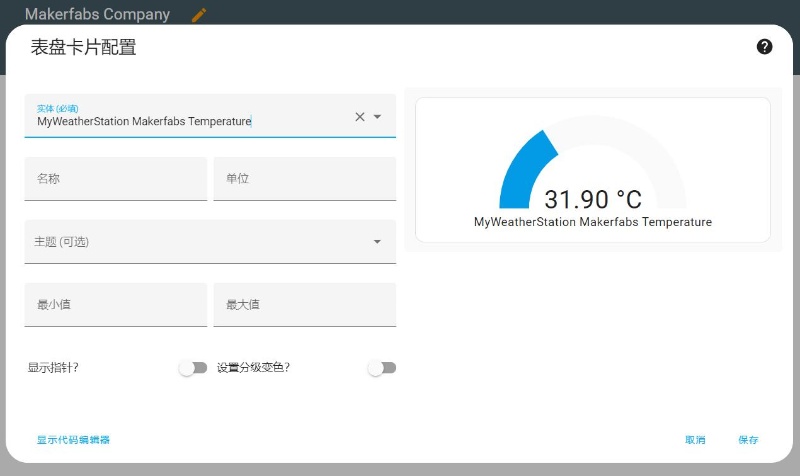 Makerfabs Company
表盘卡片配置
实体 (必填)
MyWeatherStation Makerfabs Temperature
名称
单位
主题 (可选)
最小值
最大值
显示指针?
设置分级变色?
显示代码编辑器
31.90 °C
MyWeatherStation Makerfabs Temperature
取消
保存